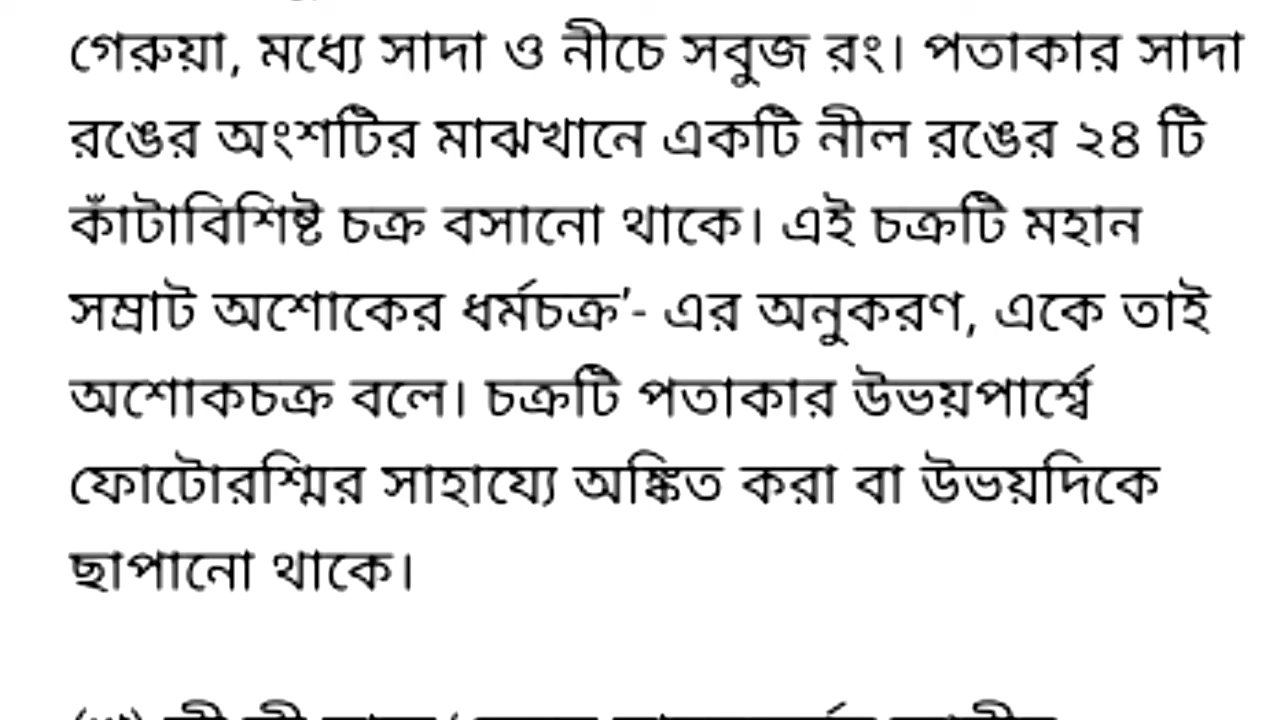 গেরুয়া, মধ্যে সাদা ও নীচে সবুজ রং। পতাকার সাদা
রঙের অংশটির মাঝখানে একটি নীল রঙের ২৪ টি
কাঁটাবিশিষ্ট চক্র বসানো থাকে। এই চক্রটি মহান
সম্রাট অশোকের ধর্মচক্র’- এর অনুকরণ, একে তাই
অশোকচক্র বলে। চক্রটি পতাকার উভয়পার্শ্বে
ফোটোরশ্মির সাহায্যে অঙ্কিত করা বা উভয়দিকে
ছাপানো থাকে।